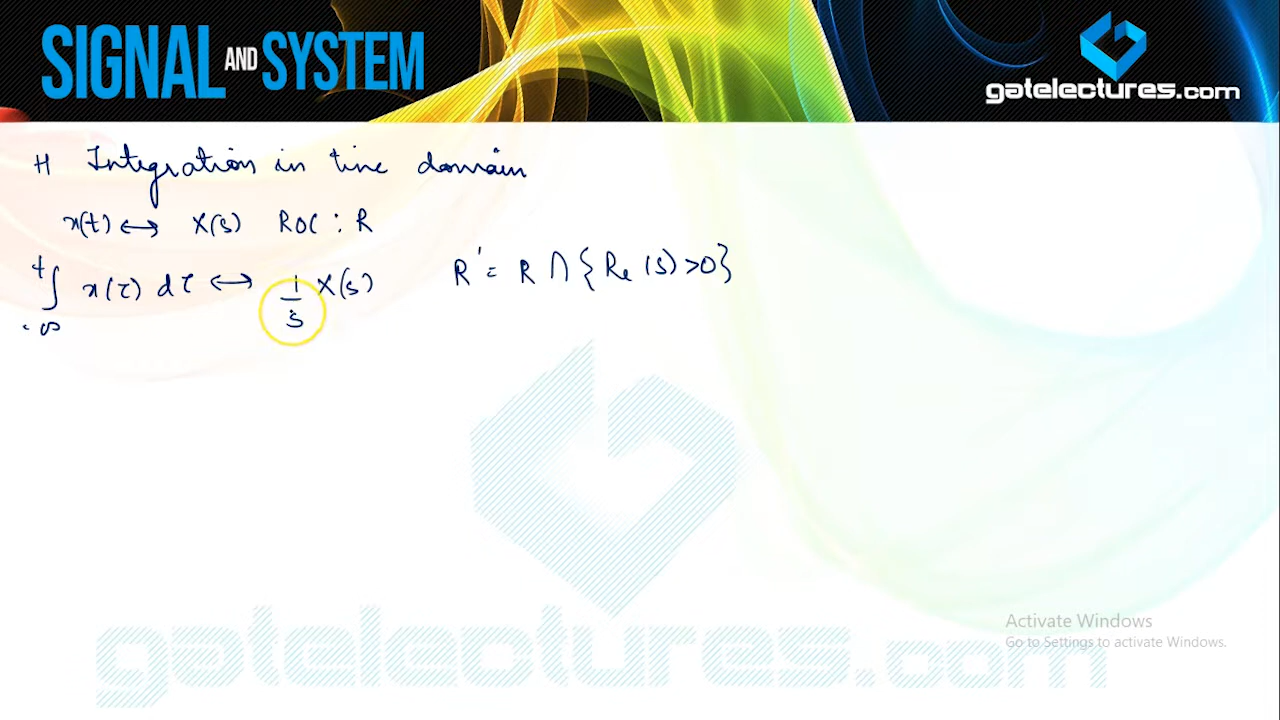 SIGNAL AND SYSTEM
gatelectures.com
H Integration in time domain
x(t) ↔ X(s) ROC : R
t
∫ x(τ) dτ ↔ 1/s X(s) R' = R ∩ {Re (s) >0}
-∞
gatelectures.com
Activate Windows
Go to Settings to activate Windows.